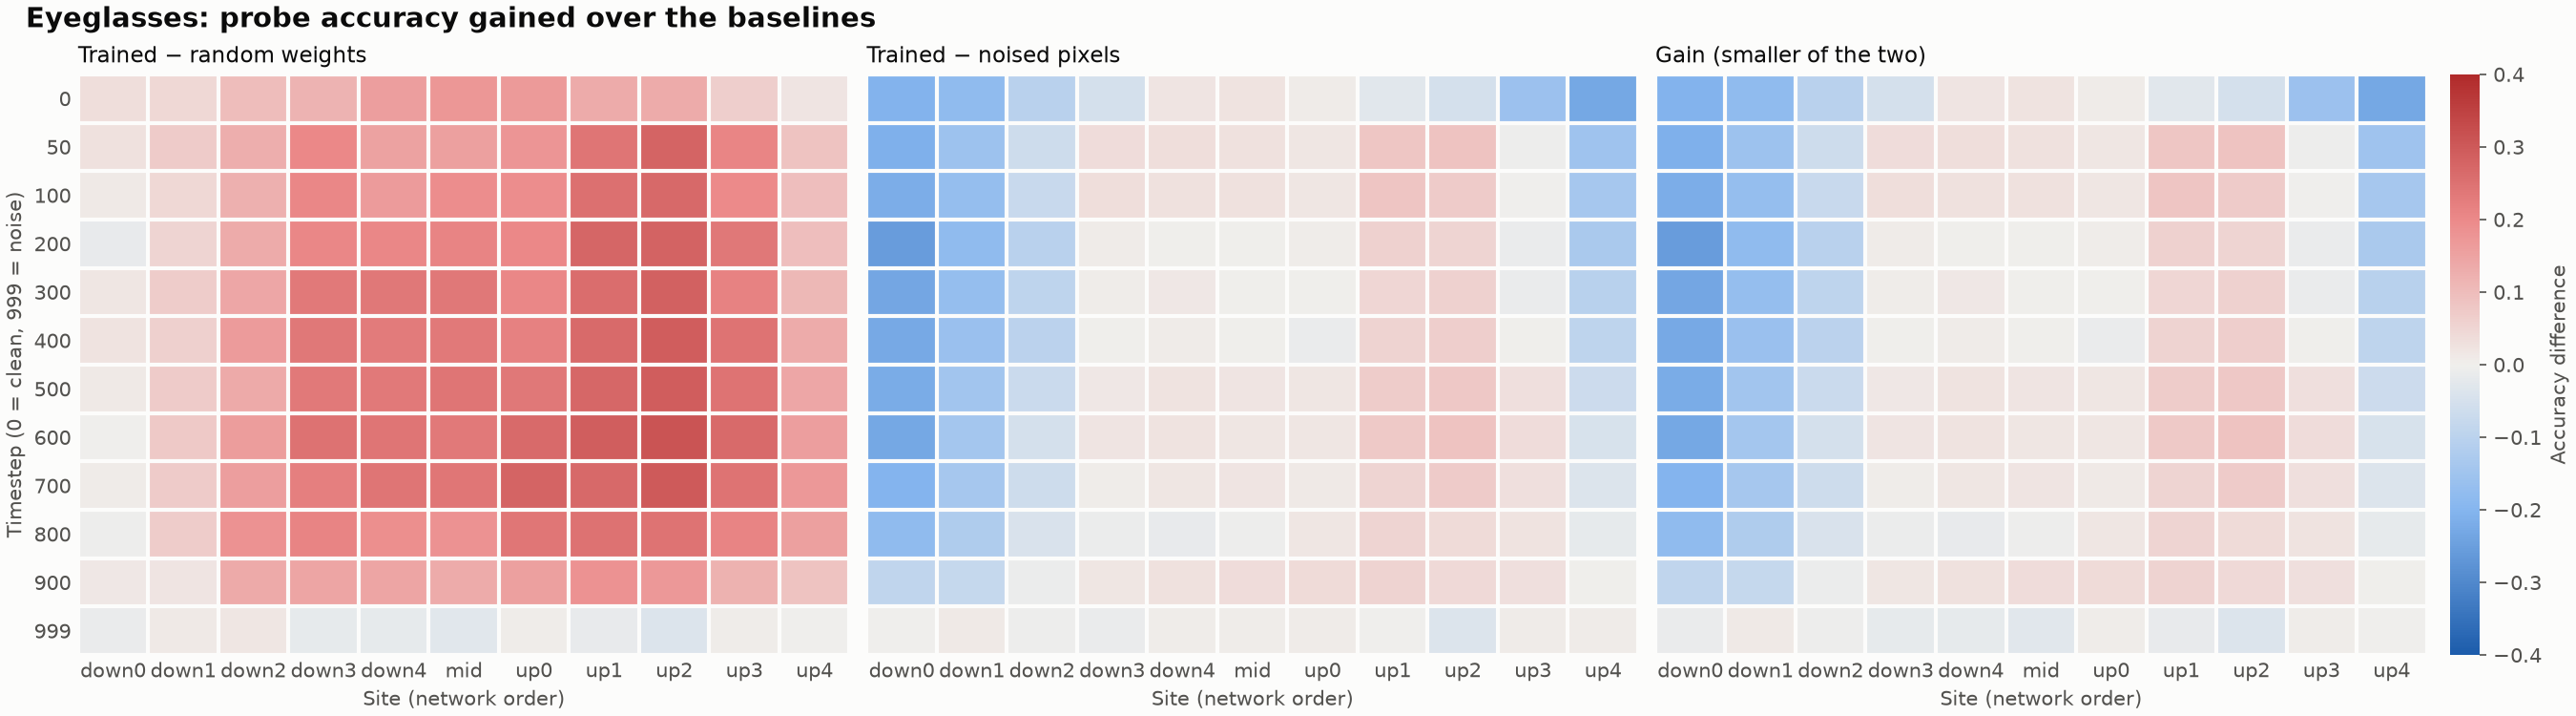 Eyeglasses: probe accuracy gained over the baselines
Trained − random weights
Trained − noised pixels
Gain (smaller of the two)
Timestep (0 = clean, 999 = noise)
0
50
100
200
300
400
500
600
700
800
900
999
down0 down1 down2 down3 down4 mid up0 up1 up2 up3 up4
Site (network order)
down0 down1 down2 down3 down4 mid up0 up1 up2 up3 up4
Site (network order)
down0 down1 down2 down3 down4 mid up0 up1 up2 up3 up4
Site (network order)
0.4
0.3
0.2
0.1
0.0
−0.1
−0.2
−0.3
−0.4
Accuracy difference